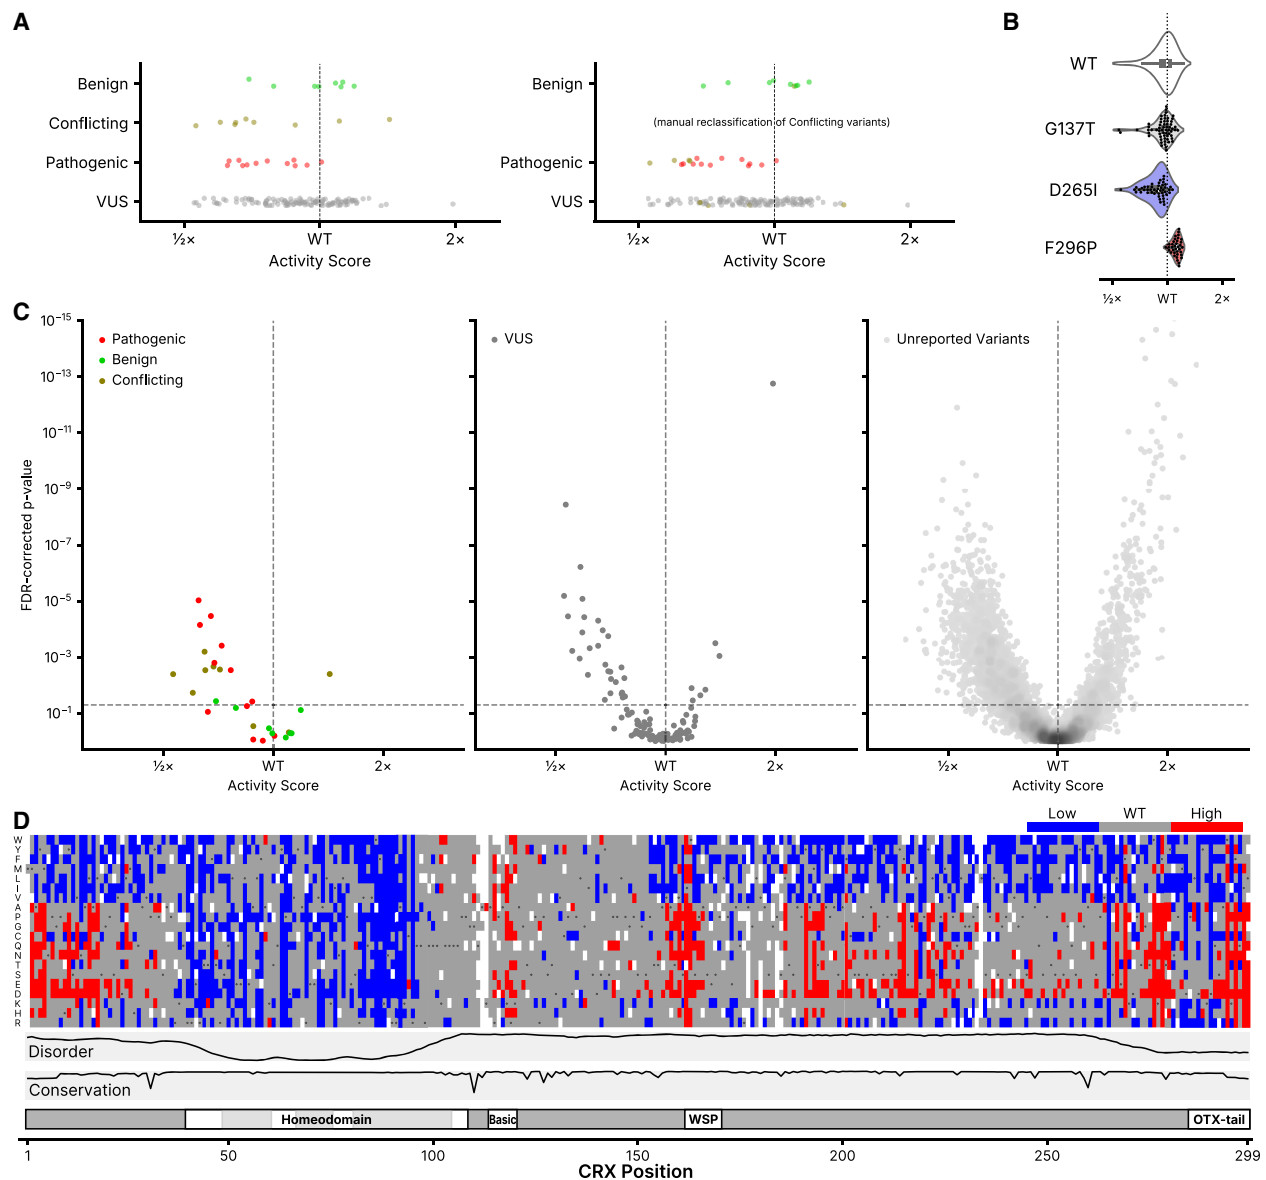 A
Benign
Conflicting
Pathogenic
VUS
½×
WT
2×
Activity Score
Benign
(manual reclassification of Conflicting variants)
Pathogenic
VUS
½×
WT
2×
Activity Score
B
WT
G137T
D265I
F296P
½×
WT
2×
C
FDR-corrected p-value
10⁻¹⁵
10⁻¹³
10⁻¹¹
10⁻⁹
10⁻⁷
10⁻⁵
10⁻³
10⁻¹
Pathogenic
Benign
Conflicting
½×
WT
2×
Activity Score
VUS
½×
WT
2×
Activity Score
Unreported Variants
½×
WT
2×
Activity Score
D
Low WT High
W
Y
F
M
L
I
V
A
P
G
C
Q
N
T
S
E
D
K
H
R
Disorder
Conservation
Homeodomain Basic WSP OTX-tail
1 50 100 150 200 250 299
CRX Position